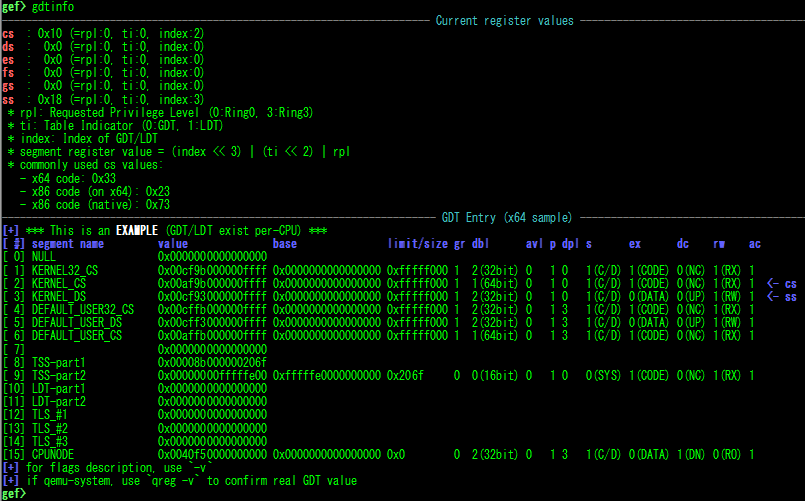 gef> gdtinfo
Current register values
cs : 0x10 (=rpl:0, ti:0, index:2)
ds :  0x0 (=rpl:0, ti:0, index:0)
es :  0x0 (=rpl:0, ti:0, index:0)
fs :  0x0 (=rpl:0, ti:0, index:0)
gs :  0x0 (=rpl:0, ti:0, index:0)
ss : 0x18 (=rpl:0, ti:0, index:3)
* rpl: Requested Privilege Level (0:Ring0, 3:Ring3)
* ti: Table Indicator (0:GDT, 1:LDT)
* index: Index of GDT/LDT
* segment register value = (index << 3) | (ti << 2) | rpl
* commonly used cs values:
- x64 code: 0x33
- x86 code (on x64): 0x23
- x86 code (native): 0x73
GDT Entry (x64 sample)
[+] *** This is an EXAMPLE (GDT/LDT exist per-CPU) ***
[ #] segment name value base limit/size gr dbl avl p dpl s ex dc rw ac
[ 0] NULL 0x0000000000000000
[ 1] KERNEL32_CS 0x00cf9b000000ffff 0x0000000000000000 0xfffff000 1 2(32bit) 0 1 0 1(C/D) 1(CODE) 0(NC) 1(RX) 1
[ 2] KERNEL_CS 0x00af9b000000ffff 0x0000000000000000 0xfffff000 1 1(64bit) 0 1 0 1(C/D) 1(CODE) 0(NC) 1(RX) 1 <- cs
[ 3] KERNEL_DS 0x00cf93000000ffff 0x0000000000000000 0xfffff000 1 2(32bit) 0 1 0 1(C/D) 0(DATA) 0(UP) 1(RW) 1 <- ss
[ 4] DEFAULT_USER32_CS 0x00cffb000000ffff 0x0000000000000000 0xfffff000 1 2(32bit) 0 1 3 1(C/D) 1(CODE) 0(NC) 1(RX) 1
[ 5] DEFAULT_USER_DS 0x00cff3000000ffff 0x0000000000000000 0xfffff000 1 2(32bit) 0 1 3 1(C/D) 0(DATA) 0(UP) 1(RW) 1
[ 6] DEFAULT_USER_CS 0x00affb000000ffff 0x0000000000000000 0xfffff000 1 1(64bit) 0 1 3 1(C/D) 1(CODE) 0(NC) 1(RX) 1
[ 7] 0x0000000000000000
[ 8] TSS-part1 0x00008b000000206f
[ 9] TSS-part2 0x00000000fffffe00 0xfffffe0000000000 0x206f 0 0(16bit) 0 1 0 0(SYS) 1(CODE) 0(NC) 1(RX) 1
[10] LDT-part1 0x0000000000000000
[11] LDT-part2 0x0000000000000000
[12] TLS_#1 0x0000000000000000
[13] TLS_#2 0x0000000000000000
[14] TLS_#3 0x0000000000000000
[15] CPUNODE 0x0040f50000000000 0x0000000000000000 0x0 0 2(32bit) 0 1 3 1(C/D) 0(DATA) 1(DN) 0(RO) 1
[+] for flags description, use `-v`
[+] if qemu-system, use `qreg -v` to confirm real GDT value
gef>